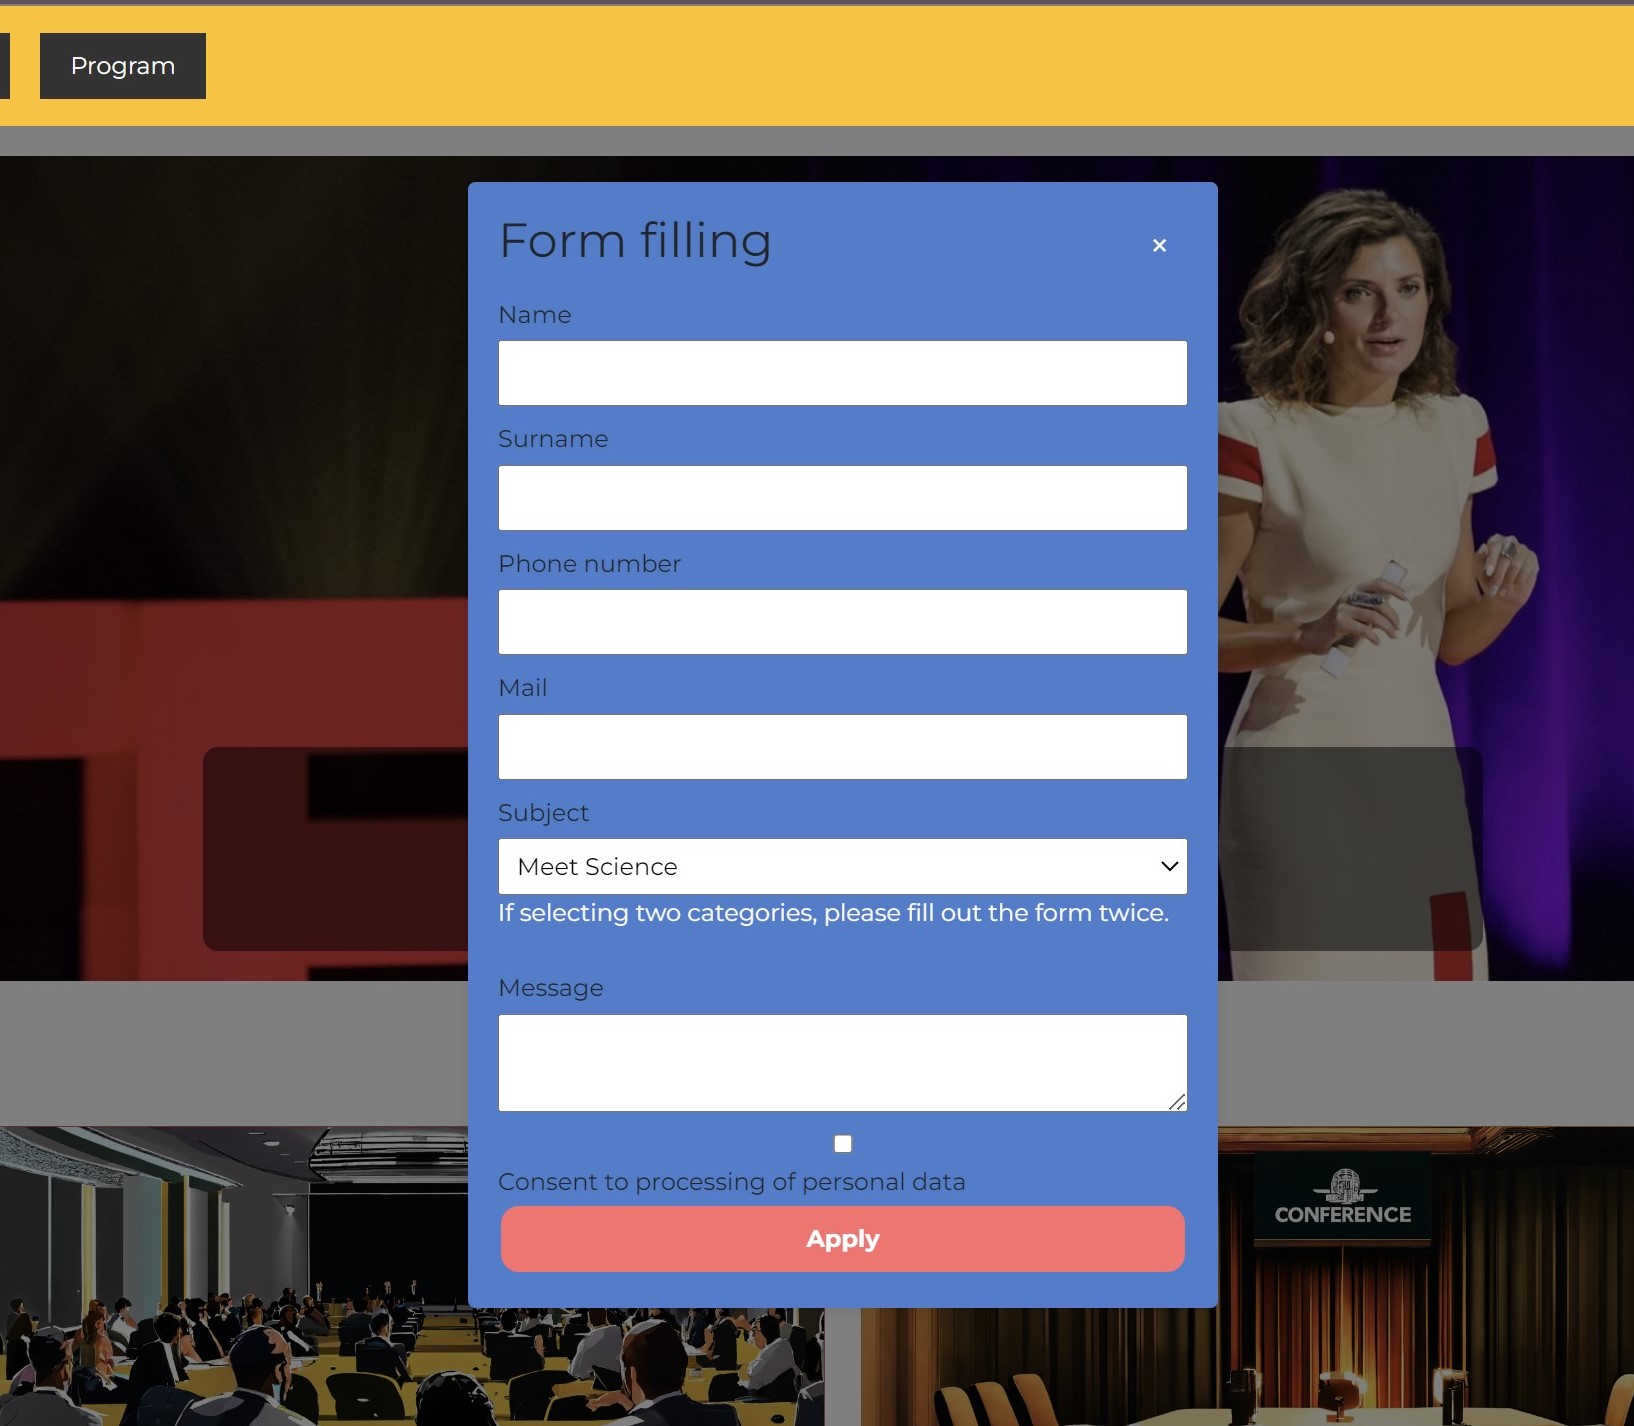 Program
Form filling
×
Name
Surname
Phone number
Mail
Subject
Meet Science
If selecting two categories, please fill out the form twice.
Message
Consent to processing of personal data
Apply
CONFERENCE